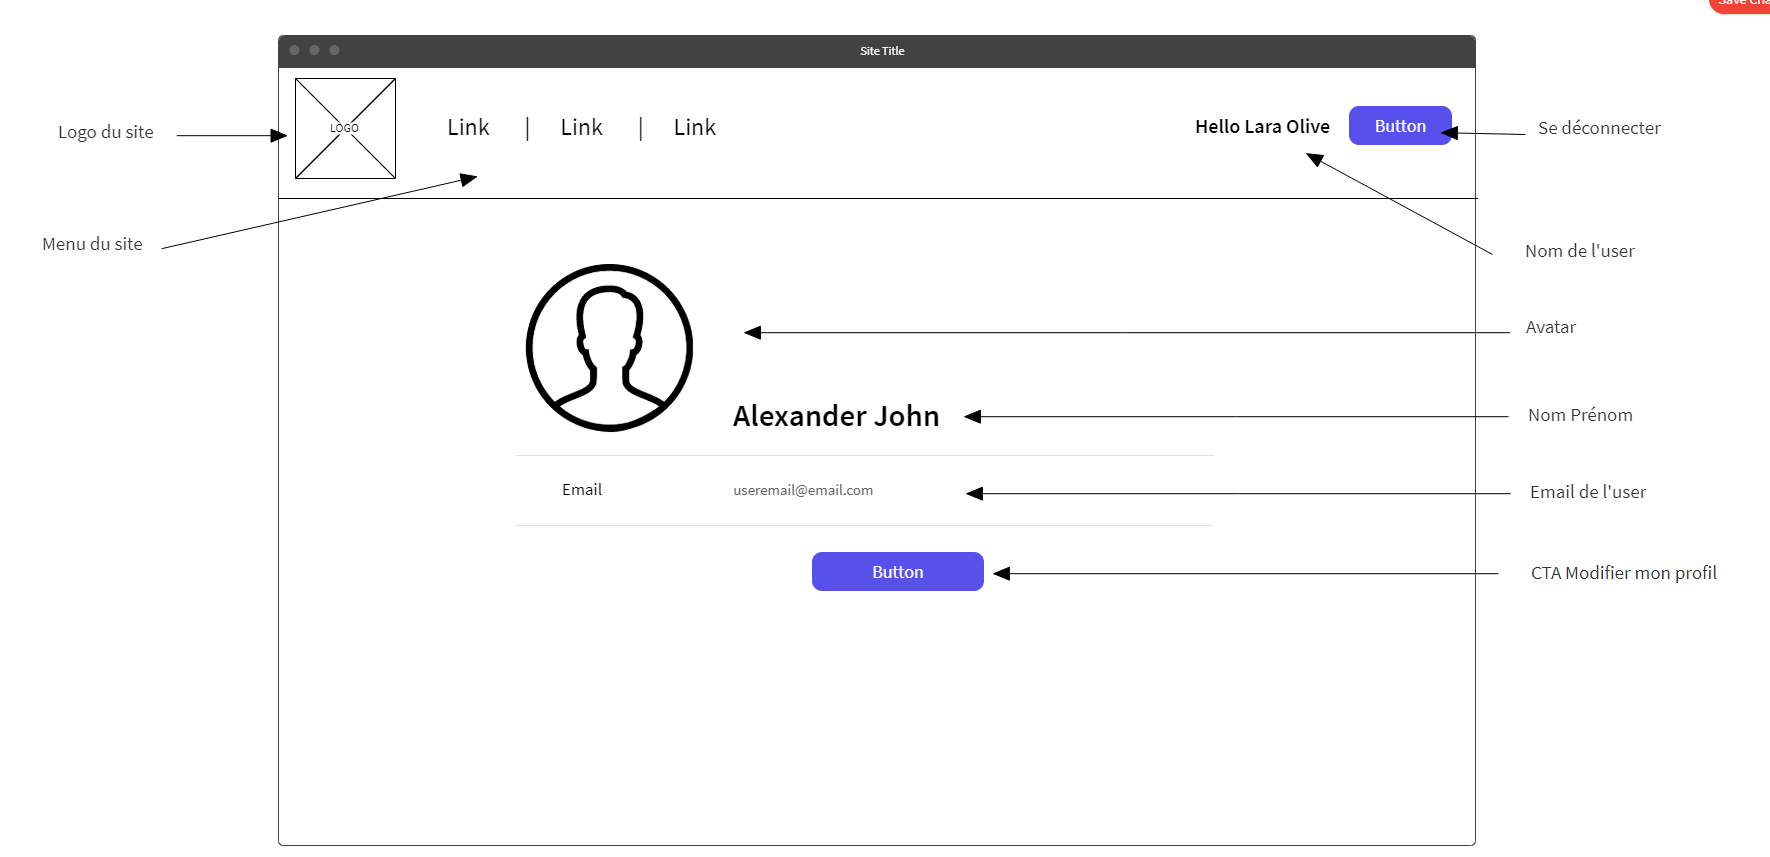 Save Cha
Site Title
Logo du site
LOGO
Link | Link | Link
Hello Lara Olive
Button
Se déconnecter
Menu du site
Nom de l'user
Avatar
Alexander John
Nom Prénom
Email
useremail@email.com
Email de l'user
Button
CTA Modifier mon profil